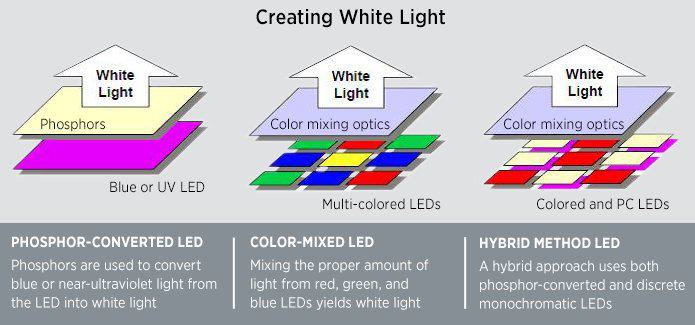 Creating White Light
White
Light
Phosphors
Blue or UV LED
White
Light
Color mixing optics
Multi-colored LEDs
White
Light
Color mixing optics
Colored and PC LEDs
PHOSPHOR-CONVERTED LED
Phosphors are used to convert
blue or near-ultraviolet light from
the LED into white light
COLOR-MIXED LED
Mixing the proper amount of
light from red, green, and
blue LEDs yields white light
HYBRID METHOD LED
A hybrid approach uses both
phosphor-converted and discrete
monochromatic LEDs